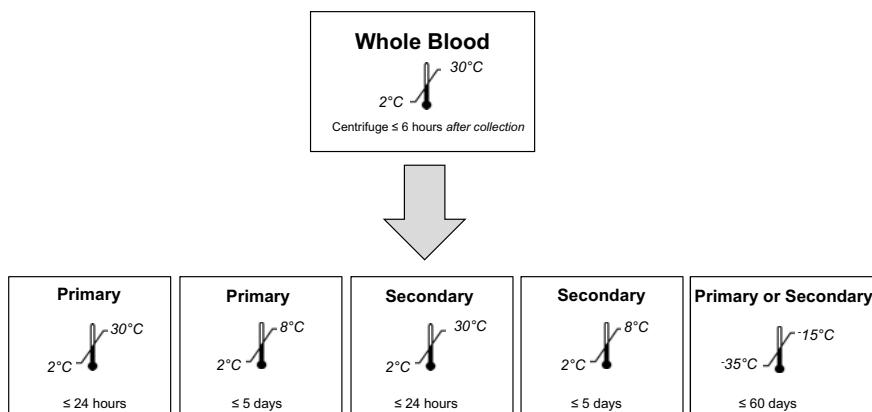 Whole Blood
30°C
2°C
Centrifuge ≤ 6 hours after collection
Primary
30°C
2°C
≤ 24 hours
Primary
8°C
2°C
≤ 5 days
Secondary
30°C
2°C
≤ 24 hours
Secondary
8°C
2°C
≤ 5 days
Primary or Secondary
-15°C
-35°C
≤ 60 days